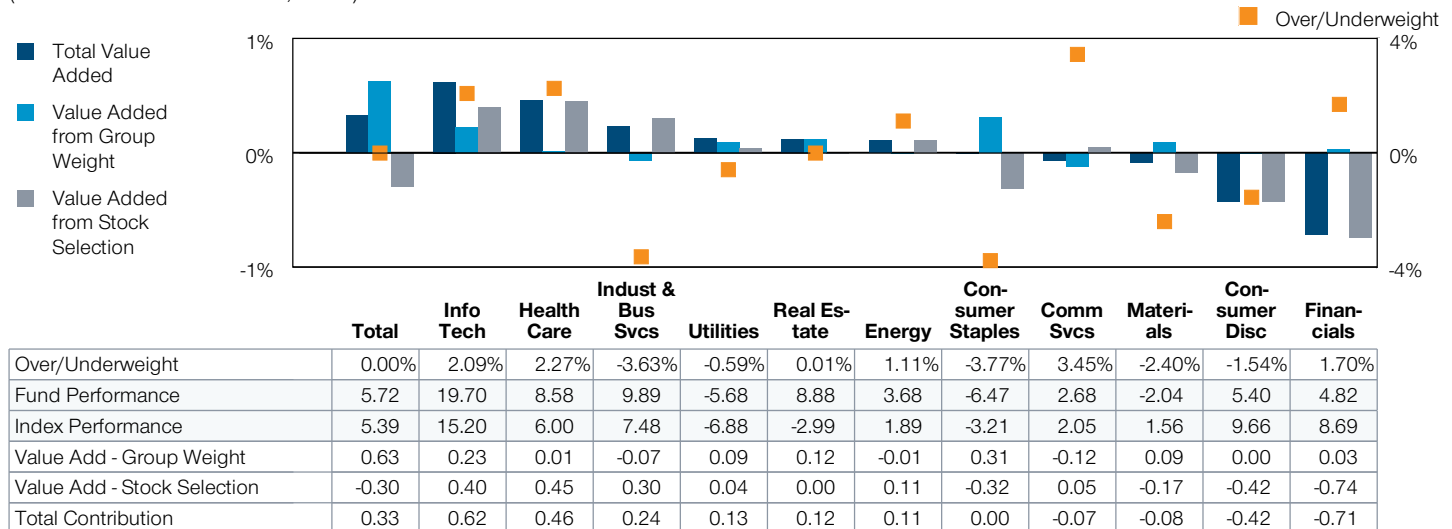 Over/Underweight
Total Value
Added
Value Added
from Group
Weight
Value Added
from Stock
Selection
1%
0%
-1%
4%
0%
-4%
Total Info Tech Health Care Indust & Bus Svcs Utilities Real Es-tate Energy Con-sumer Staples Comm Svcs Materi-als Con-sumer Disc Finan-cials
Over/Underweight 0.00% 2.09% 2.27% -3.63% -0.59% 0.01% 1.11% -3.77% 3.45% -2.40% -1.54% 1.70%
Fund Performance 5.72 19.70 8.58 9.89 -5.68 8.88 3.68 -6.47 2.68 -2.04 5.40 4.82
Index Performance 5.39 15.20 6.00 7.48 -6.88 -2.99 1.89 -3.21 2.05 1.56 9.66 8.69
Value Add - Group Weight 0.63 0.23 0.01 -0.07 0.09 0.12 -0.01 0.31 -0.12 0.09 0.00 0.03
Value Add - Stock Selection -0.30 0.40 0.45 0.30 0.04 0.00 0.11 -0.32 0.05 -0.17 -0.42 -0.74
Total Contribution 0.33 0.62 0.46 0.24 0.13 0.12 0.11 0.00 -0.07 -0.08 -0.42 -0.71